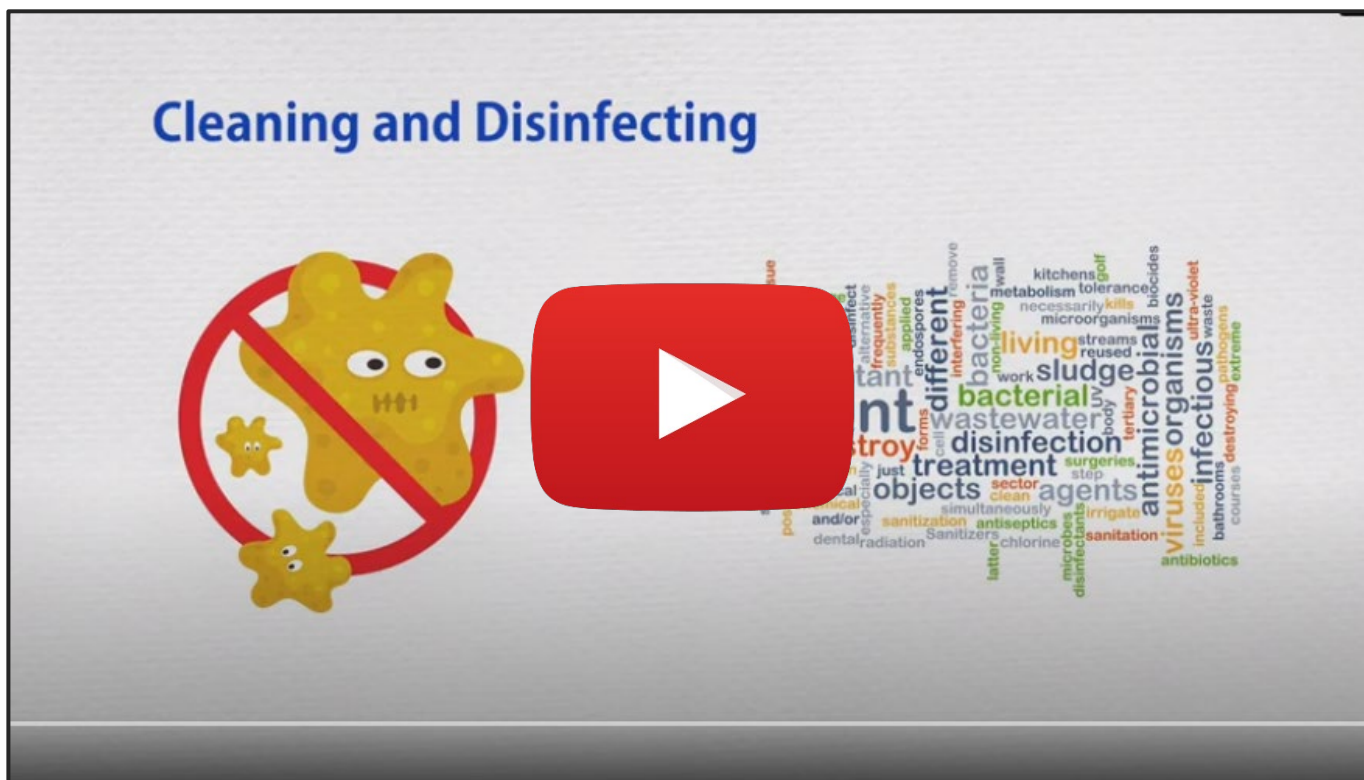 Cleaning and Disinfecting
remove
wall
kitchens
golf
biocides
metabolism
tolerance
necessarily
kills
microorganisms
ultra-violet
waste
alternative
frequently
substances
applied
endospores
different
interfering
bacteria
non-living
living
streams
reused
pathogens
extreme
work
sludge
UV
body
tertiary
antimicrobial
virusesorganisms
infectious
destroying
bacterial
wastewater
forms
cell
disinfection
just
treatment
surgeries
step
especially
objects
sector
clean
agents
simultaneously
and/or
sanitization
antiseptics
irrigate
included
bathrooms
courses
dental
radiation
Sanitizers
chlorine
sanitation
latter
microbes
disinfectants
antibiotics